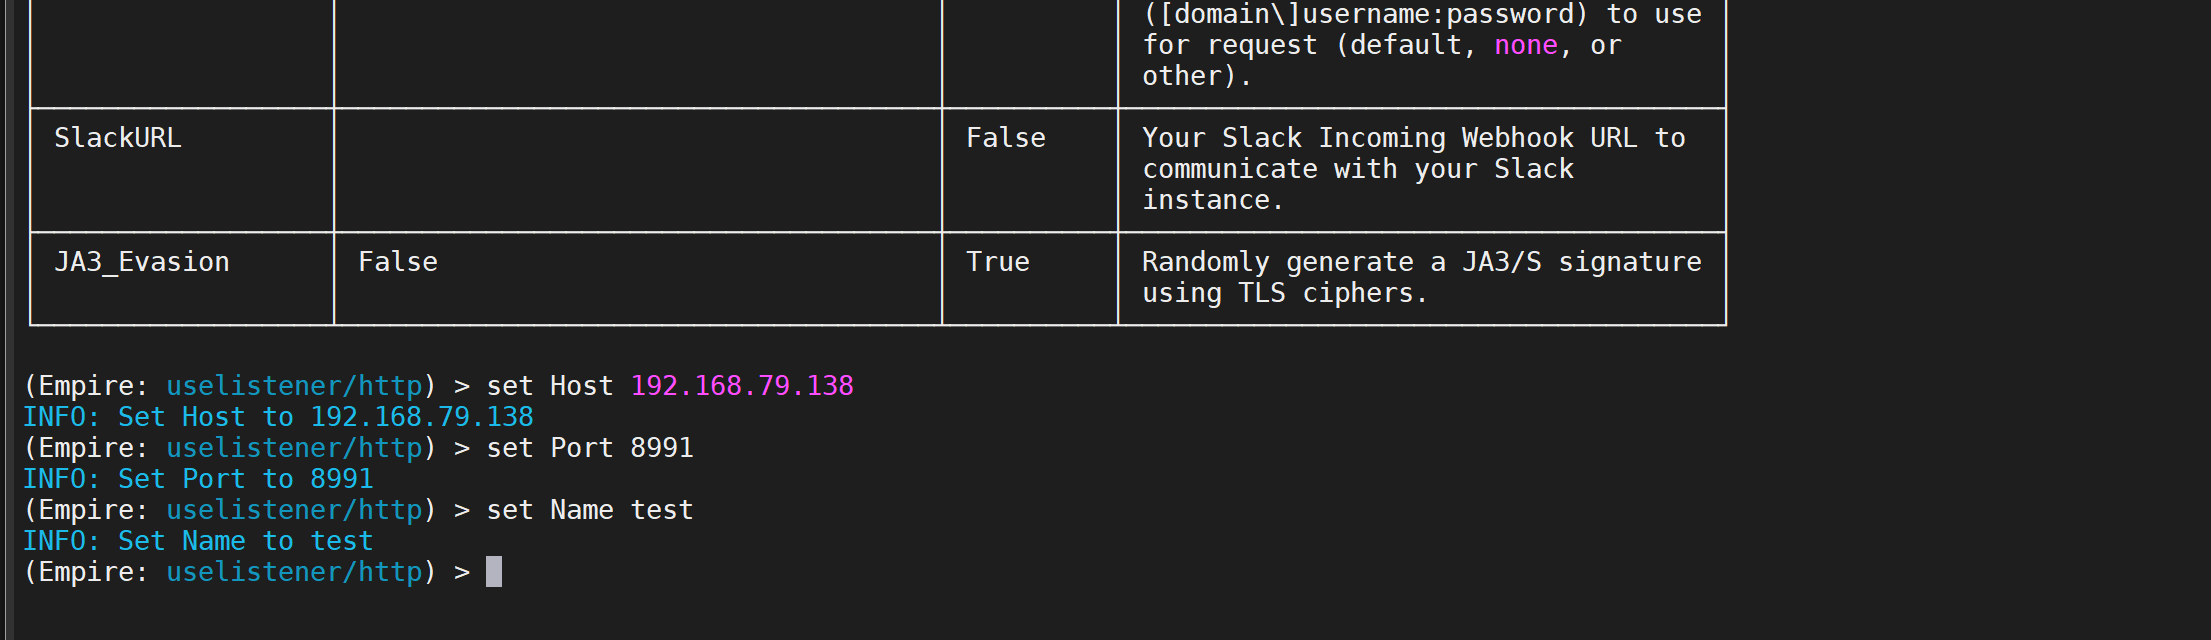 ([domain\]username:password) to use
for request (default, none, or
other).
SlackURL False Your Slack Incoming Webhook URL to
communicate with your Slack
instance.
JA3_Evasion False True Randomly generate a JA3/S signature
using TLS ciphers.
(Empire: uselistener/http) > set Host 192.168.79.138
INFO: Set Host to 192.168.79.138
(Empire: uselistener/http) > set Port 8991
INFO: Set Port to 8991
(Empire: uselistener/http) > set Name test
INFO: Set Name to test
(Empire: uselistener/http) >